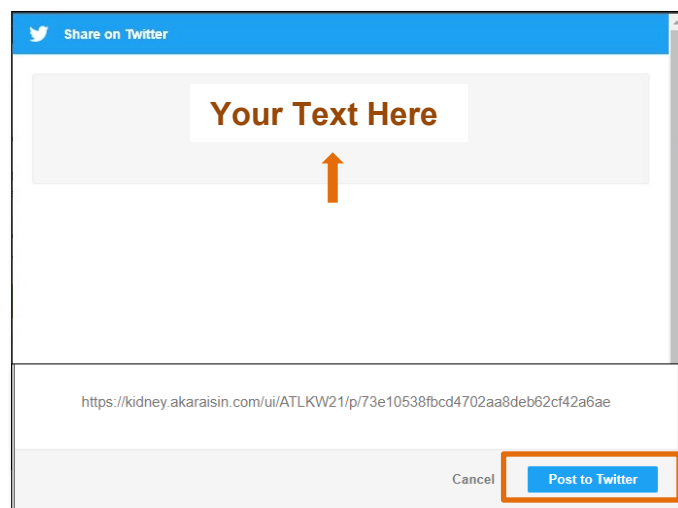 Share on Twitter
Your Text Here
https://kidney.akaraisin.com/ui/ATLKW21/p/73e10538fbcd4702aa8deb62cf42a6ae
Cancel Post to Twitter